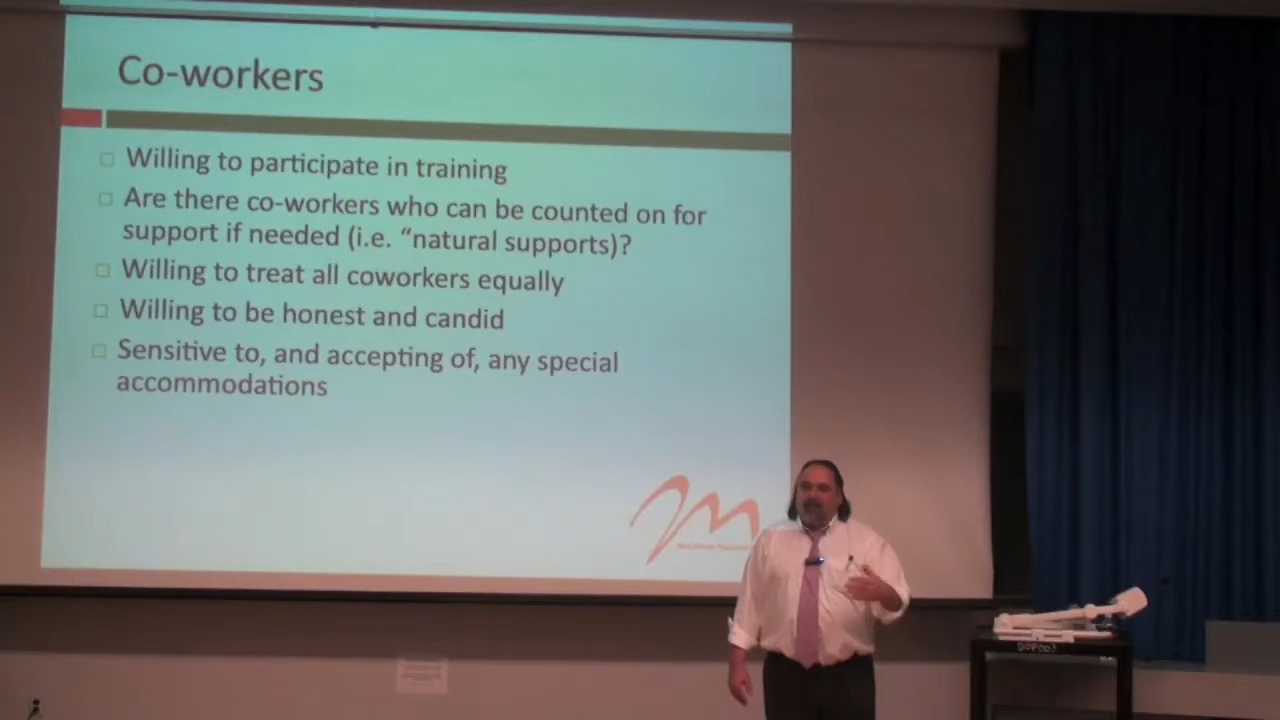 Co-workers
Willing to participate in training
Are there co-workers who can be counted on for
support if needed (i.e. “natural supports)?
Willing to treat all coworkers equally
Willing to be honest and candid
Sensitive to, and accepting of, any special
accommodations